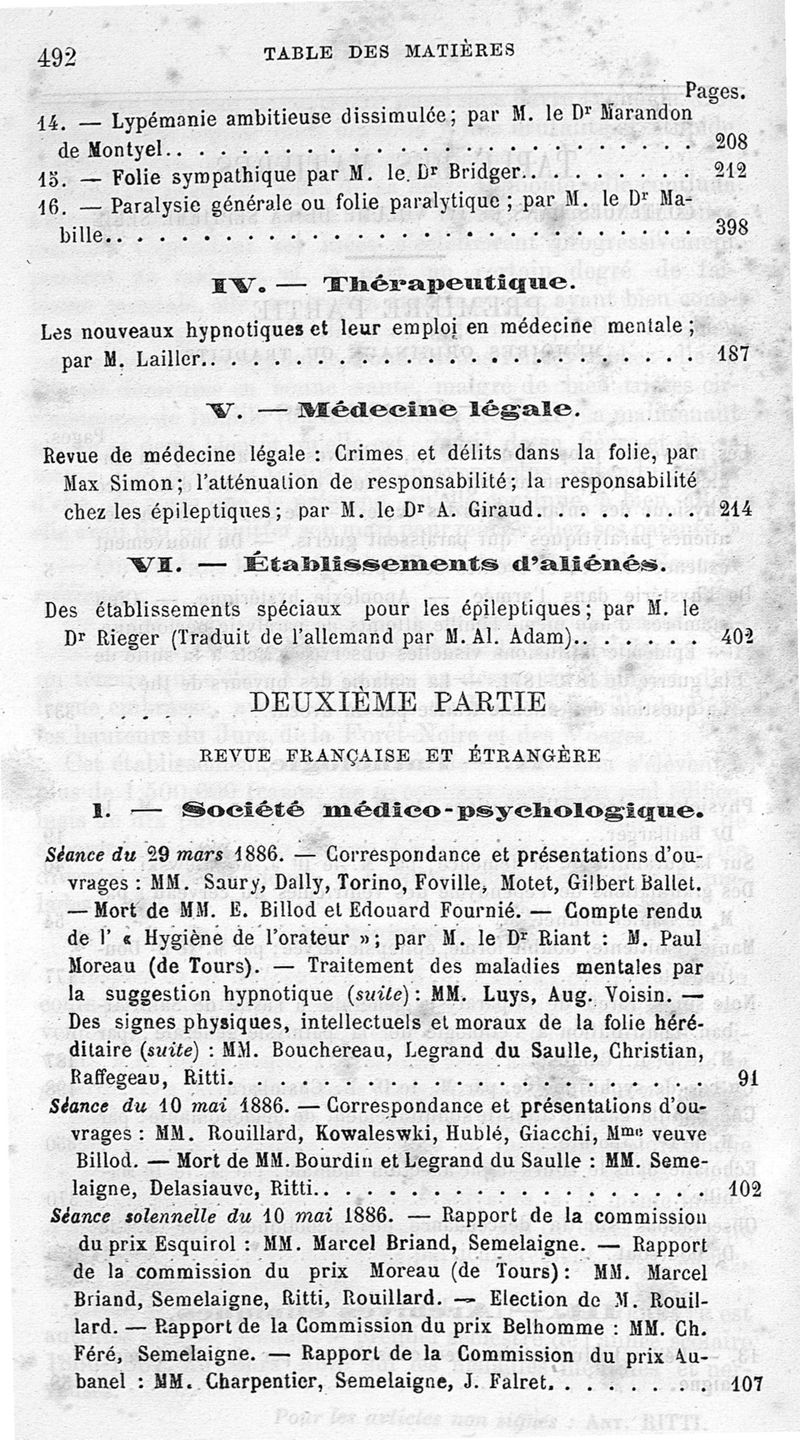 492 TABLE DES MATIÈRES
Pages.
14. — Lypémanie ambitieuse dissimulée; par M. le Dr Marandon
de Montyel. . . . . . . . . . . . . . . . . . . . . . . 208
15. — Folie sympathique par M. le. Dr Bridger. . . . . . . . . 212
16. — Paralysie générale ou folie paralytique ; par M. le Dr Ma-
bille. . . . . . . . . . . . . . . . . . . . . . . . . 398
IV. — Thérapeutique.
Les nouveaux hypnotiques et leur emploi en médecine mentale ;
par M. Lailler. . . . . . . . . . . . . . . . . . . . . 187
V. — Médecine légale.
Revue de médecine légale : Crimes et délits dans la folie, par
Max Simon; l'atténuation de responsabilité; la responsabilité
chez les épileptiques; par M. le Dr A. Giraud. . . . . . . 214
VI. — Établissements d'aliénés.
Des établissements spéciaux pour les épileptiques; par M. le
Dr Rieger (Traduit de l'allemand par M. Al. Adam). . . . . . . 402
DEUXIÈME PARTIE
REVUE FRANÇAISE ET ÉTRANGÈRE
I. — Société médico-psychologique.
Séance du 29 mars 1886. — Correspondance et présentations d'ou-
vrages : MM. Saury, Dally, Torino, Foville, Motet, Gilbert Ballet.
— Mort de MM. E. Billod et Edouard Fournié. — Compte rendu
de l' « Hygiène de l'orateur »; par M. le Dr Riant : M. Paul
Moreau (de Tours). — Traitement des maladies mentales par
la suggestion hypnotique (suite) : MM. Luys, Aug. Voisin. —
Des signes physiques, intellectuels et moraux de la folie héré-
ditaire (suite) : MM. Bouchereau, Legrand du Saulle, Christian,
Raffegeau, Ritti. . . . . . . . . . . . . . . . . . . . 91
Séance du 10 mai 1886. — Correspondance et présentations d'ou-
vrages : MM. Rouillard, Kowaleswki, Hublé, Giacchi, Mme veuve
Billod. — Mort de MM. Bourdin et Legrand du Saulle : MM. Seme-
laigne, Delasiauve, Ritti. . . . . . . . . . . . . . . . . 102
Séance solennelle du 10 mai 1886. — Rapport de la commission
du prix Esquirol : MM. Marcel Briand, Semelaigne. — Rapport
de la commission du prix Moreau (de Tours) : MM. Marcel
Briand, Semelaigne, Ritti, Rouillard. — Election de M. Rouil-
lard. — Rapport de la Commission du prix Belhomme : MM. Ch.
Féré, Semelaigne. — Rapport de la Commission du prix Au-
banel : MM. Charpentier, Semelaigne, J. Falret. . . . . . . . 107